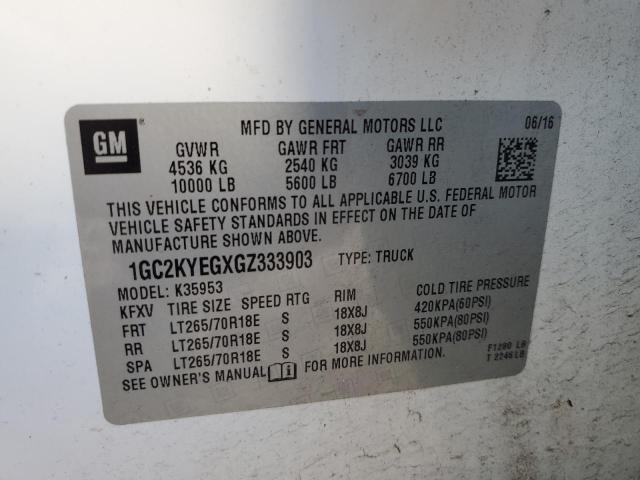 GM
MFD BY GENERAL MOTORS LLC 06/16
GVWR GAWR FRT GAWR RR
4536 KG 2540 KG 3039 KG
10000 LB 5600 LB 6700 LB
THIS VEHICLE CONFORMS TO ALL APPLICABLE U.S. FEDERAL MOTOR
VEHICLE SAFETY STANDARDS IN EFFECT ON THE DATE OF
MANUFACTURE SHOWN ABOVE.
1GC2KYEGXGZ333903 TYPE: TRUCK
MODEL: K35953
KFXV TIRE SIZE SPEED RTG RIM COLD TIRE PRESSURE
FRT LT265/70R18E S 18X8J 420KPA(60PSI)
RR LT265/70R18E S 18X8J 550KPA(80PSI)
SPA LT265/70R18E S 18X8J 550KPA(80PSI)
SEE OWNER'S MANUAL FOR MORE INFORMATION.
F1280 LB
T 2246 LB